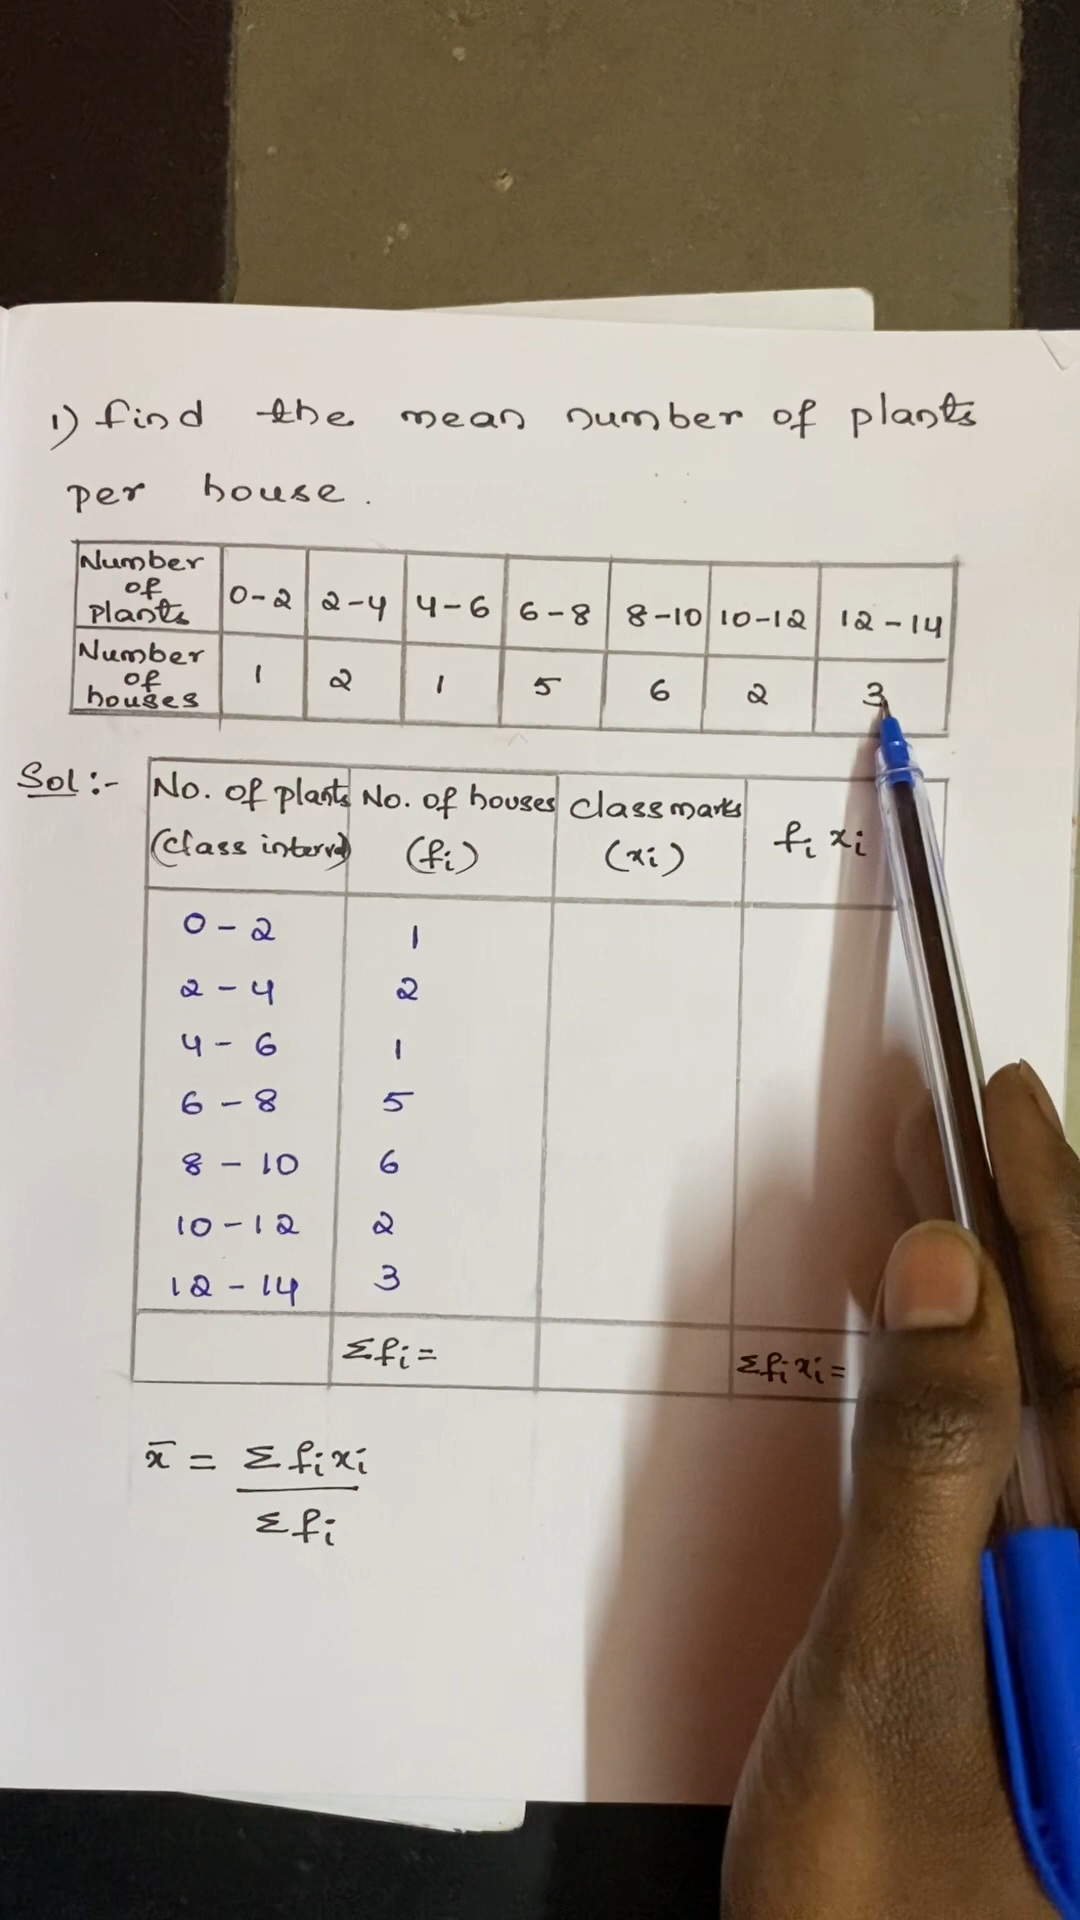 1) find the mean number of plants
per house.
Number of plants 0-2 2-4 4-6 6-8 8-10 10-12 12-14
Number of houses 1 2 1 5 6 2 3
Sol:-
No. of plants (class interval) No. of houses (fi) class marks (xi) fi xi
0-2 1
2-4 2
4-6 1
6-8 5
8-10 6
10-12 2
12-14 3
Σfi= Σfixi=
x̄ = Σfixi
Σfi